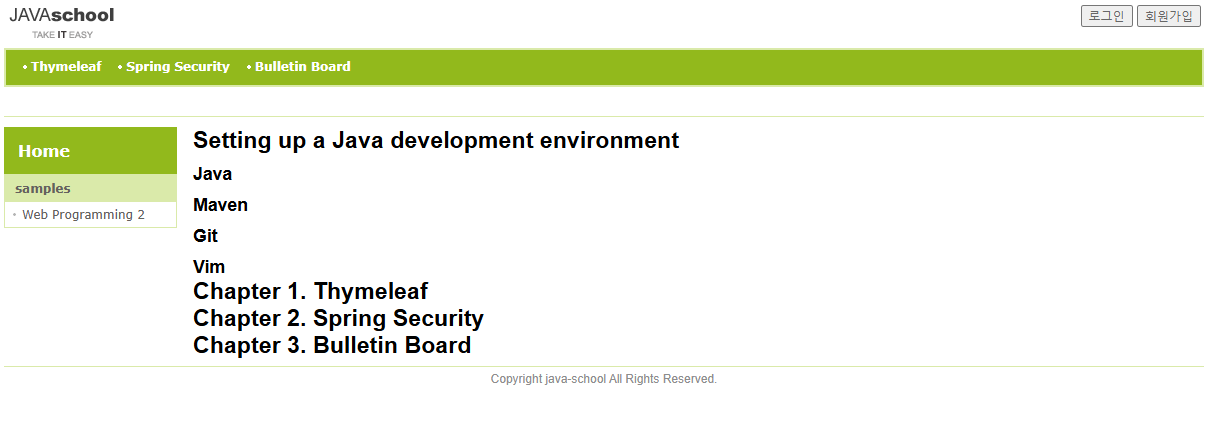 JAVAschool
TAKE IT EASY
로그인 회원가입
Thymeleaf Spring Security Bulletin Board
Home
samples
Web Programming 2
Setting up a Java development environment
Java
Maven
Git
Vim
Chapter 1. Thymeleaf
Chapter 2. Spring Security
Chapter 3. Bulletin Board
Copyright java-school All Rights Reserved.